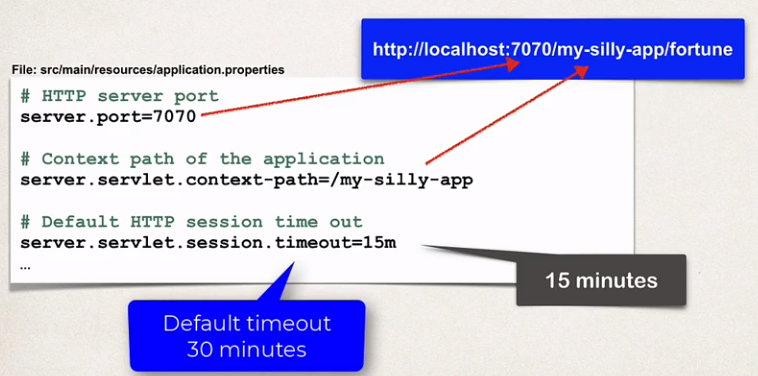 http://localhost:7070/my-silly-app/fortune
File: src/main/resources/application.properties
# HTTP server port
server.port=7070
# Context path of the application
server.servlet.context-path=/my-silly-app
# Default HTTP session time out
server.servlet.session.timeout=15m
...
15 minutes
Default timeout
30 minutes